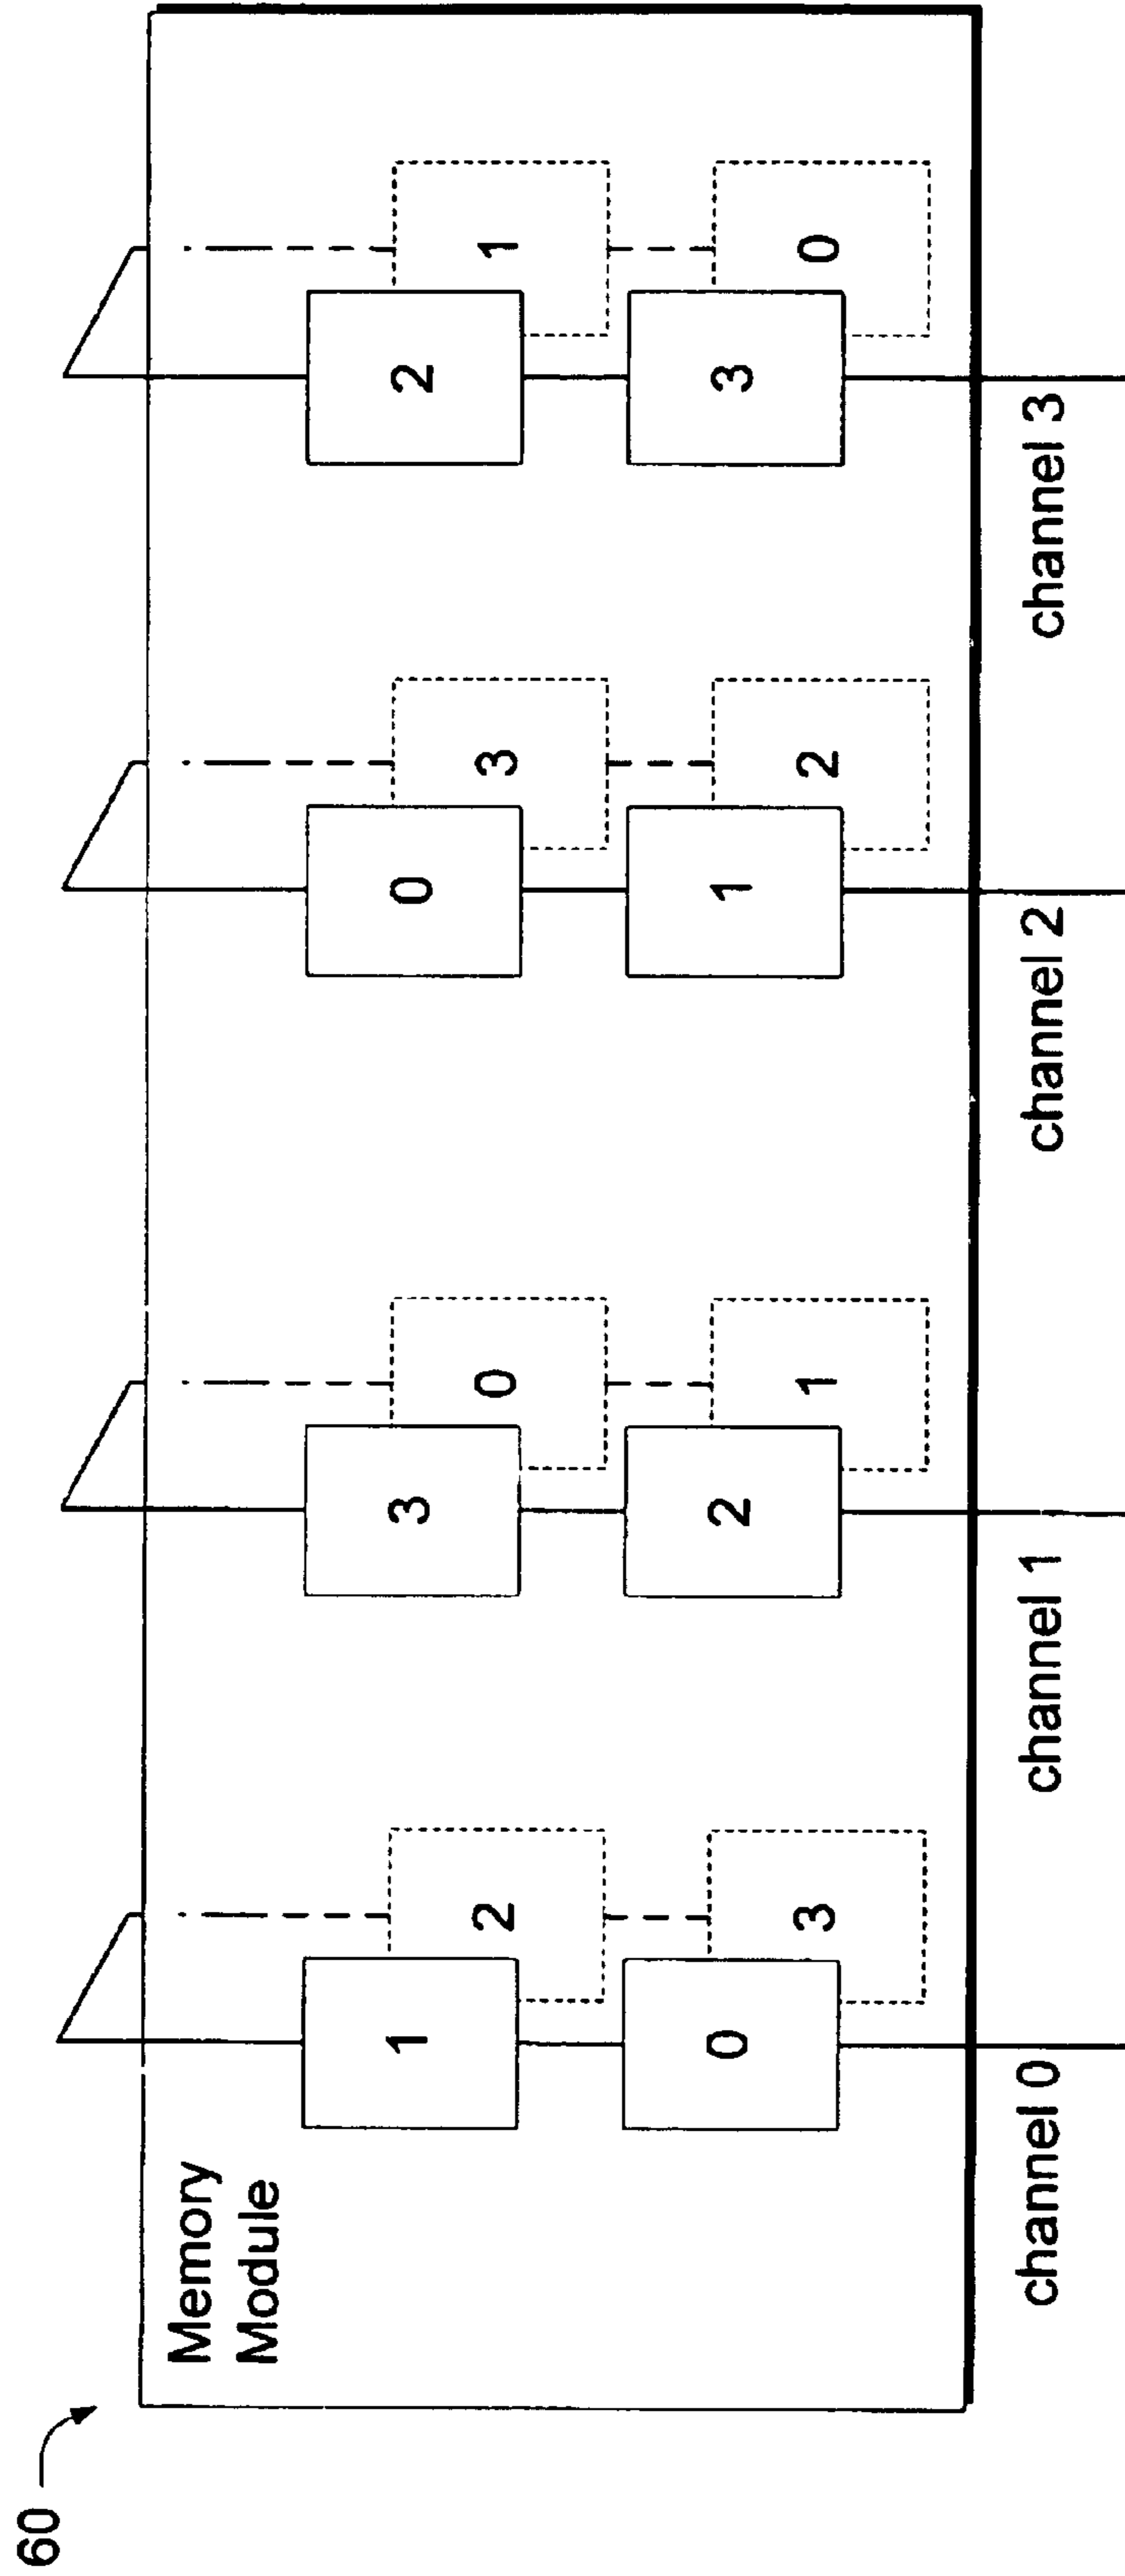 60
Memory
Module
1 2 3 0 0 3 2 1
0 3 2 1 1 2 3 0
channel 0 channel 1 channel 2 channel 3